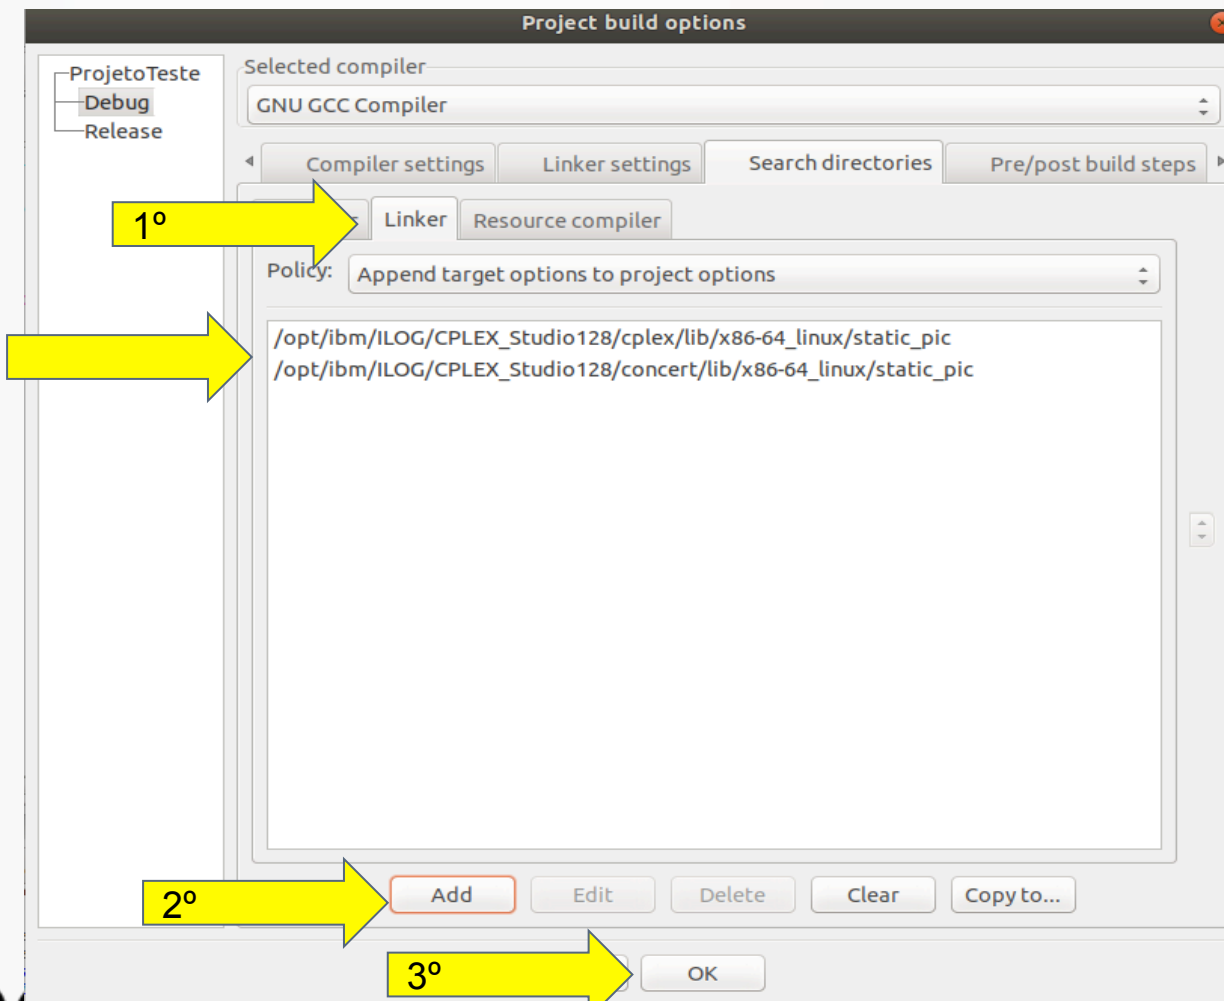 Project build options
ProjetoTeste
Debug
Release
Selected compiler
GNU GCC Compiler
Compiler settings
Linker settings
Search directories
Pre/post build steps
1º
Linker
Resource compiler
Policy:
Append target options to project options
/opt/ibm/ILOG/CPLEX_Studio128/cplex/lib/x86-64_linux/static_pic
/opt/ibm/ILOG/CPLEX_Studio128/concert/lib/x86-64_linux/static_pic
2º
Add
Edit
Delete
Clear
Copy to...
3º
OK